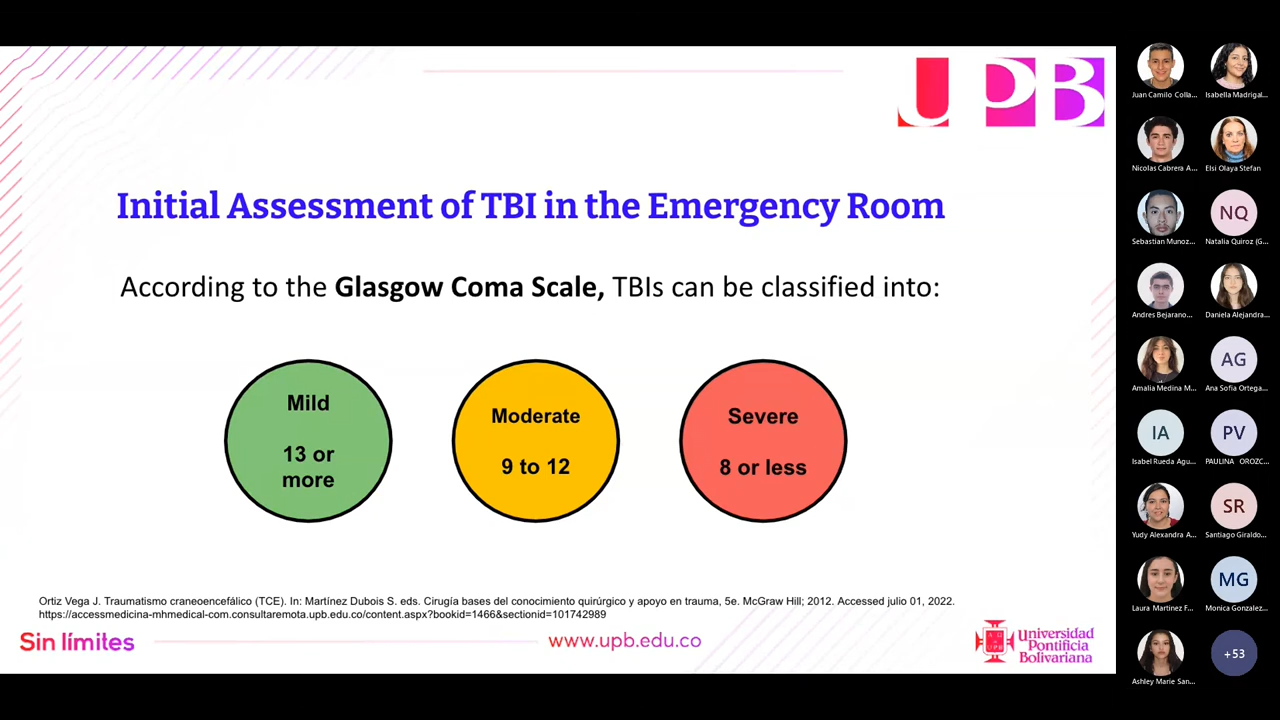 UPB
Initial Assessment of TBI in the Emergency Room
According to the Glasgow Coma Scale, TBIs can be classified into:
Mild
13 or
more
Moderate
9 to 12
Severe
8 or less
Ortiz Vega J. Traumatismo craneoencefálico (TCE). In: Martínez Dubois S. eds. Cirugía bases del conocimiento quirúrgico y apoyo en trauma, 5e. McGraw Hill; 2012. Accessed julio 01, 2022.
https://accessmedicina-mhmedical-com.consultaremota.upb.edu.co/content.aspx?bookid=1466&sectionid=101742989
Sin límites
www.upb.edu.co
Universidad
Pontificia
Bolivariana
Juan Camilo Colla...
Isabella Madrigal...
Nicolas Cabrera A...
Elsi Olaya Stefan
Sebastian Munoz...
NQ
Natalia Quiroz (G...
Andres Bejarano...
Daniela Alejandra...
Amalia Medina M...
AG
Ana Sofia Ortega...
IA
Isabel Rueda Agu...
PV
PAULINA OROZC...
Yudy Alexandra A...
SR
Santiago Giraldo...
Laura Martinez F...
MG
Monica Gonzalez...
Ashley Marie San...
+53